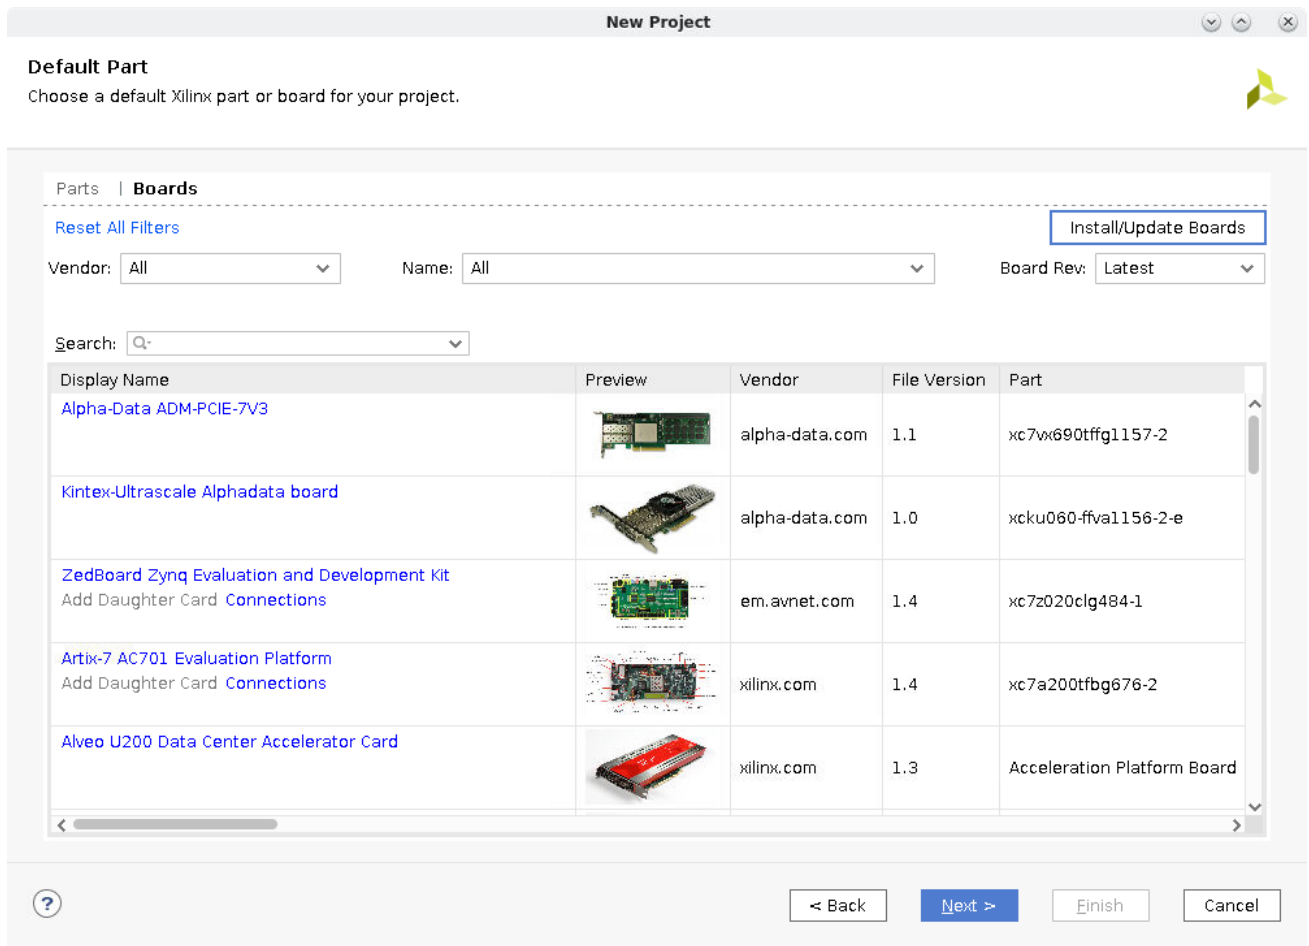 New Project
Default Part
Choose a default Xilinx part or board for your project.
Parts | Boards
Reset All Filters
Install/Update Boards
Vendor: All
Name: All
Board Rev: Latest
Search:
Display Name Preview Vendor File Version Part
Alpha-Data ADM-PCIE-7V3
alpha-data.com 1.1 xc7vx690tffg1157-2
Kintex-Ultrascale Alphadata board
alpha-data.com 1.0 xcku060-ffva1156-2-e
ZedBoard Zynq Evaluation and Development Kit
Add Daughter Card Connections
em.avnet.com 1.4 xc7z020clg484-1
Artix-7 AC701 Evaluation Platform
Add Daughter Card Connections
xilinx.com 1.4 xc7a200tfbg676-2
Alveo U200 Data Center Accelerator Card
xilinx.com 1.3 Acceleration Platform Board
?
< Back
Next >
Finish
Cancel